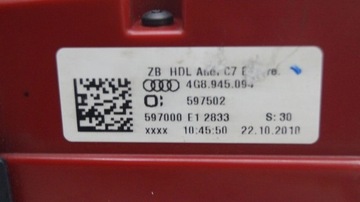 ZB HDL Audi C7
4G8.945.094
O: 597502
597000 E1 2833 S: 30
xxxx 10:45:50 22.10.2010